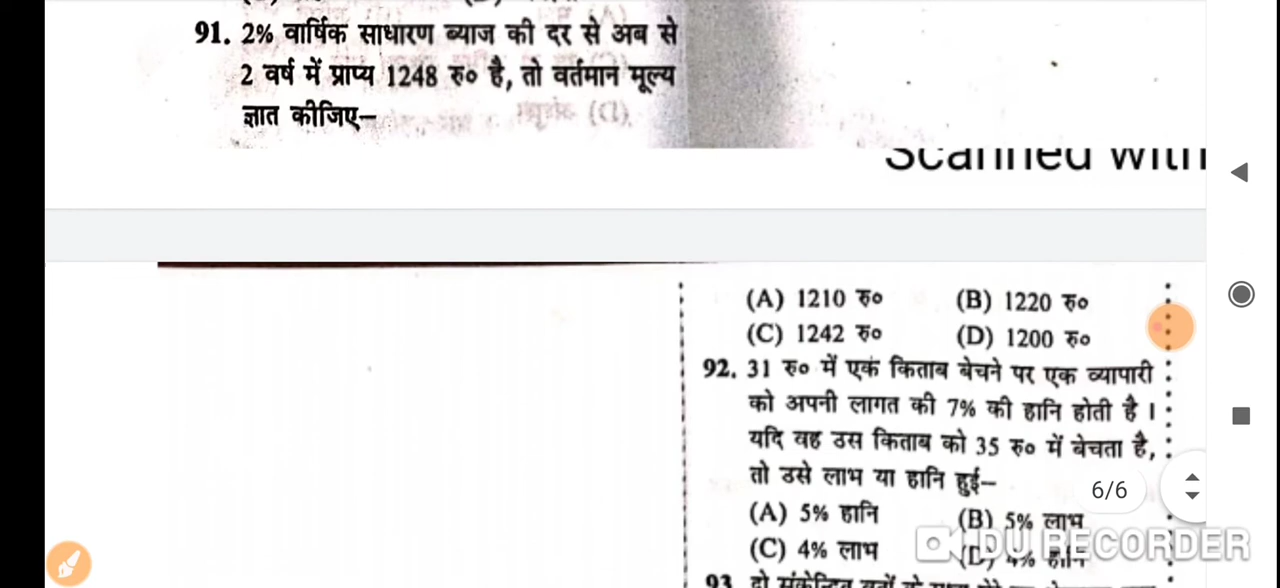 91. 2% वार्षिक साधारण ब्याज की दर से अब से
2 वर्ष में प्राप्य 1248 रु० है, तो वर्तमान मूल्य
ज्ञात कीजिए–
Scanned with
(A) 1210 रु० (B) 1220 रु०
(C) 1242 रु० (D) 1200 रु०
92. 31 रु० में एक किताब बेचने पर एक व्यापारी
को अपनी लागत की 7% की हानि होती है।
यदि वह उस किताब को 35 रु० में बेचता है,
तो उसे लाभ या हानि हुई–
6/6
(A) 5% हानि (B) 5% लाभ
(C) 4% लाभ (D) 4% हानि
DU RECORDER
93. दो